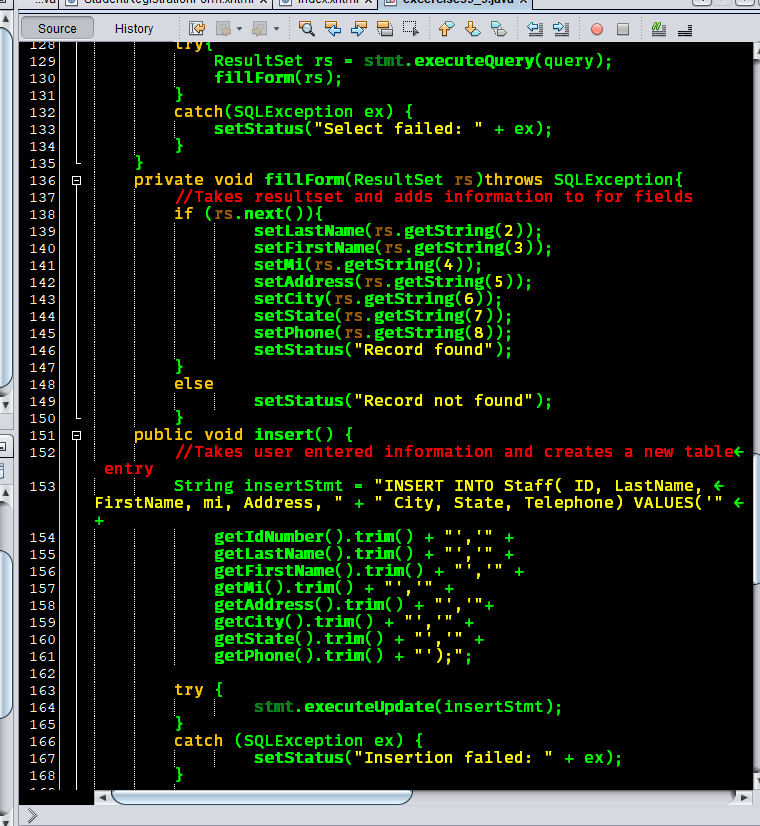 StudentRegistrationForm.xhtml index.xhtml
Source History
128 try{
129 ResultSet rs = stmt.executeQuery(query);
130 fillForm(rs);
131 }
132 catch(SQLException ex) {
133 setStatus("Select failed: " + ex);
134 }
135 }
136 private void fillForm(ResultSet rs)throws SQLException{
137 //Takes resultset and adds information to for fields
138 if (rs.next()){
139 setLastName(rs.getString(2));
140 setFirstName(rs.getString(3));
141 setMi(rs.getString(4));
142 setAddress(rs.getString(5));
143 setCity(rs.getString(6));
144 setState(rs.getString(7));
145 setPhone(rs.getString(8));
146 setStatus("Record found");
147 }
148 else
149 setStatus("Record not found");
150 }
151 public void insert() {
152 //Takes user entered information and creates a new table
entry
153 String insertStmt = "INSERT INTO Staff( ID, LastName,
FirstName, mi, Address, " + " City, State, Telephone) VALUES('"
+
154 getIdNumber().trim() + "','" +
155 getLastName().trim() + "','" +
156 getFirstName().trim() + "','" +
157 getMi().trim() + "','" +
158 getAddress().trim() + "','"+
159 getCity().trim() + "','" +
160 getState().trim() + "','" +
161 getPhone().trim() + "');";
162
163 try {
164 stmt.executeUpdate(insertStmt);
165 }
166 catch (SQLException ex) {
167 setStatus("Insertion failed: " + ex);
168 }